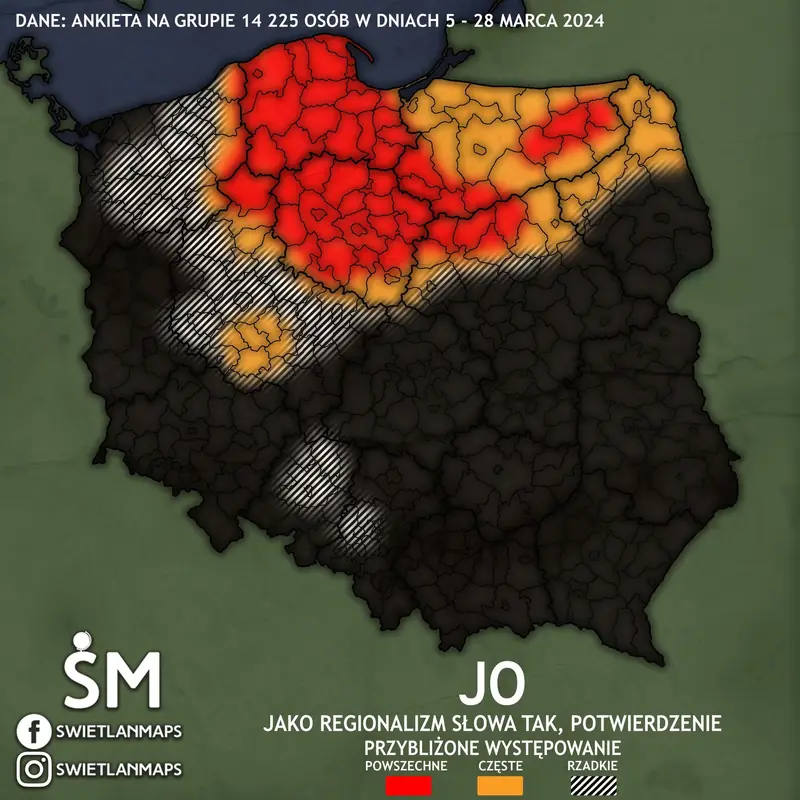 DANE: ANKIETA NA GRUPIE 14 225 OSÓB W DNIACH 5 - 28 MARCA 2024
ŚM
SWIETLANMAPS
SWIETLANMAPS
JO
JAKO REGIONALIZM SŁOWA TAK, POTWIERDZENIE
PRZYBLIŻONE WYSTĘPOWANIE
POWSZECHNE CZĘSTE RZADKIE